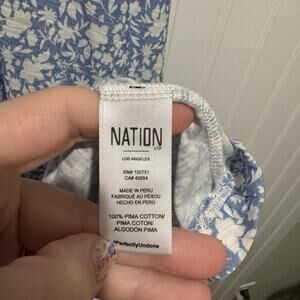 NATION
LTD
LOS ANGELES
RN# 150751
CA# 40554
MADE IN PERU
FABRIQUÉ AU PÉROU
HECHO EN PERÚ
100% PIMA COTTON/
PIMA COTON/
ALGODÓN PIMA
#PerfectlyUndone